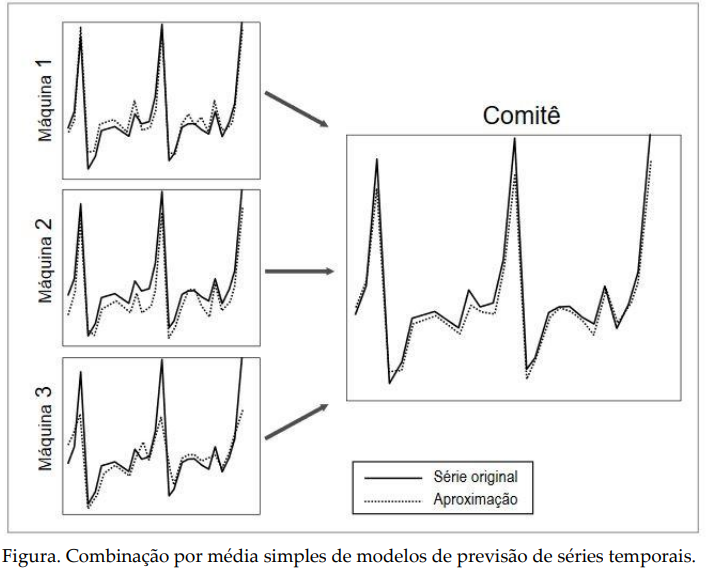 Máquina 1
Máquina 2
Máquina 3
Comitê
Série original
Aproximação
Figura. Combinação por média simples de modelos de previsão de séries temporais.